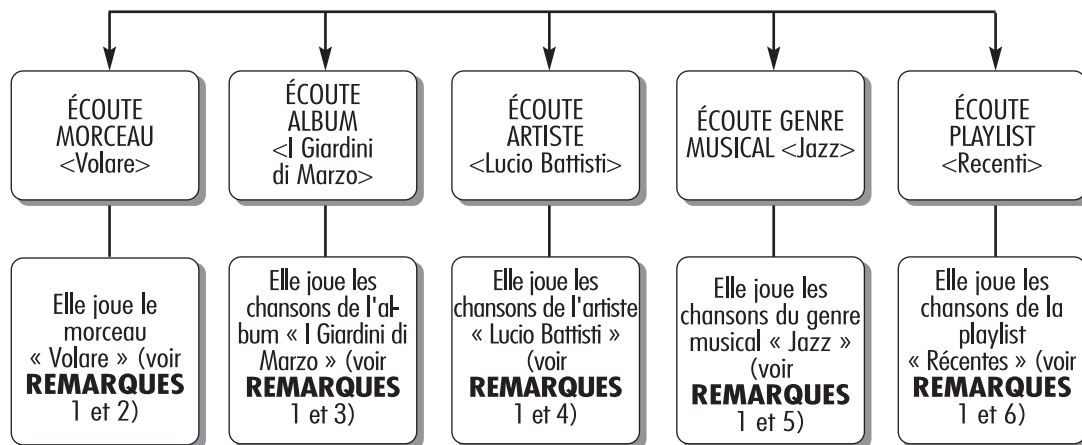 ÉCOUTE
MORCEAU
<Volare>
ÉCOUTE
ALBUM
<I Giardini
di Marzo>
ÉCOUTE
ARTISTE
<Lucio Battisti>
ÉCOUTE GENRE
MUSICAL <Jazz>
ÉCOUTE
PLAYLIST
<Recenti>
Elle joue le
morceau
« Volare » (voir
REMARQUES
1 et 2)
Elle joue les
chansons de l'al-
bum « I Giardini di
Marzo » (voir
REMARQUES
1 et 3)
Elle joue les
chansons de l'artiste
« Lucio Battisti »
(voir
REMARQUES
1 et 4)
Elle joue les
chansons du genre
musical « Jazz »
(voir
REMARQUES
1 et 5)
Elle joue les
chansons de la
playlist
« Récentes » (voir
REMARQUES
1 et 6)